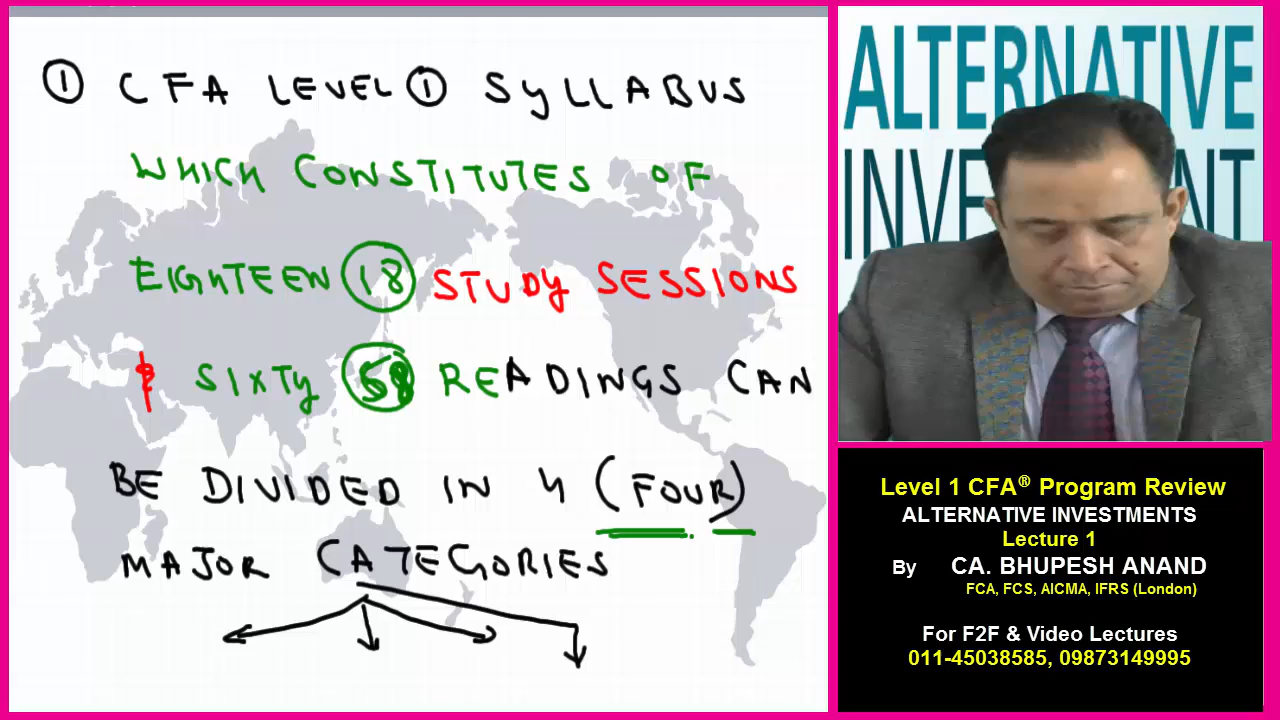 ① CFA LEVEL ① SYLLABUS
WHICH CONSTITUTES OF
EIGHTEEN 18 STUDY SESSIONS
& SIXTY 58 READINGS CAN
BE DIVIDED IN 4 (FOUR)
MAJOR CATEGORIES
ALTERNATIVE
INVESTMENT
Level 1 CFA® Program Review
ALTERNATIVE INVESTMENTS
Lecture 1
By CA. BHUPESH ANAND
FCA, FCS, AICMA, IFRS (London)
For F2F & Video Lectures
011-45038585, 09873149995